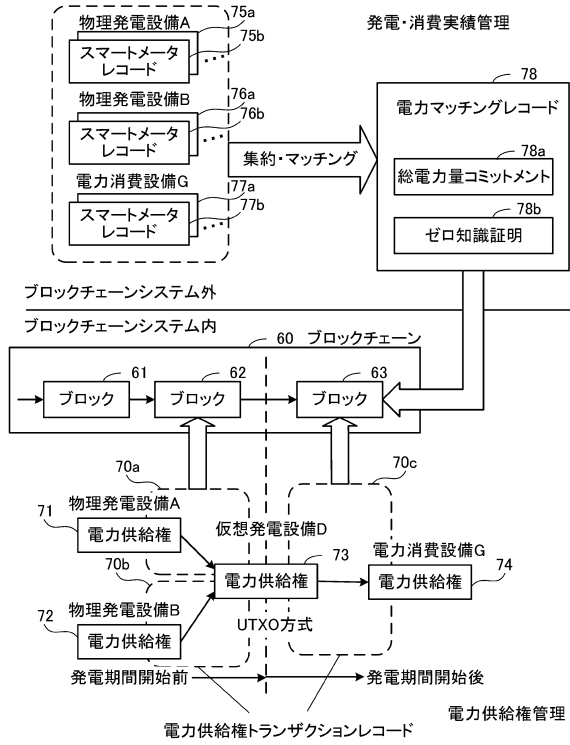 物理発電設備A
75a
75b
スマートメータ
レコード
発電・消費実績管理
物理発電設備B
76a
76b
スマートメータ
レコード
電力消費設備G
77a
77b
スマートメータ
レコード
集約・マッチング
78
電力マッチングレコード
78a
総電力量コミットメント
78b
ゼロ知識証明
ブロックチェーンシステム外
ブロックチェーンシステム内
60
ブロックチェーン
61
ブロック
62
ブロック
63
ブロック
70a
70c
物理発電設備A
71
電力供給権
仮想発電設備D
73
電力供給権
電力消費設備G
74
電力供給権
70b
物理発電設備B
72
電力供給権
UTXO方式
発電期間開始前
発電期間開始後
電力供給権トランザクションレコード
電力供給権管理